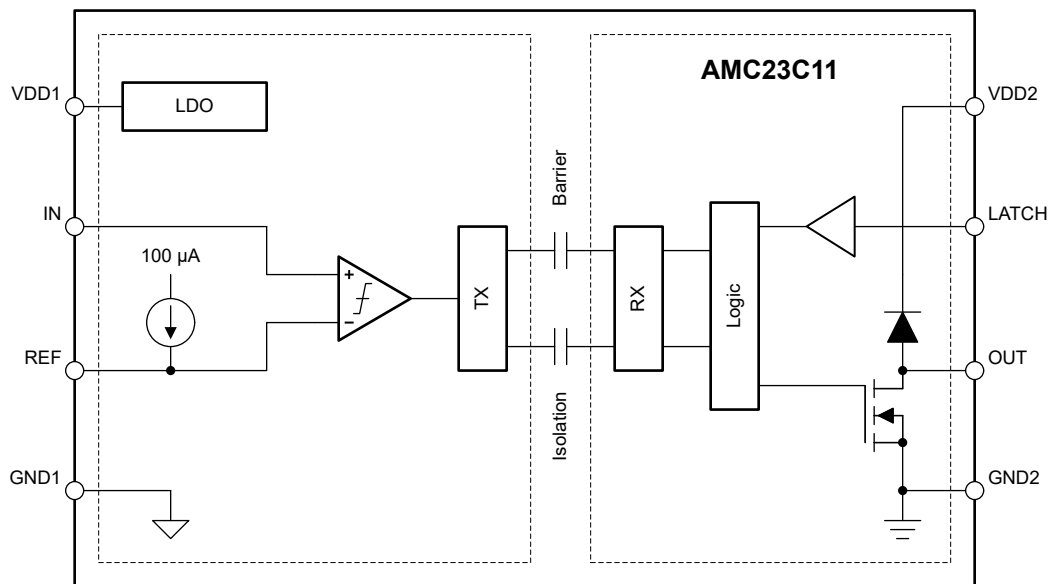 AMC23C11
VDD1
LDO
VDD2
Barrier
IN
LATCH
100 µA
+
−
TX
RX
Logic
REF
OUT
Isolation
GND1
GND2